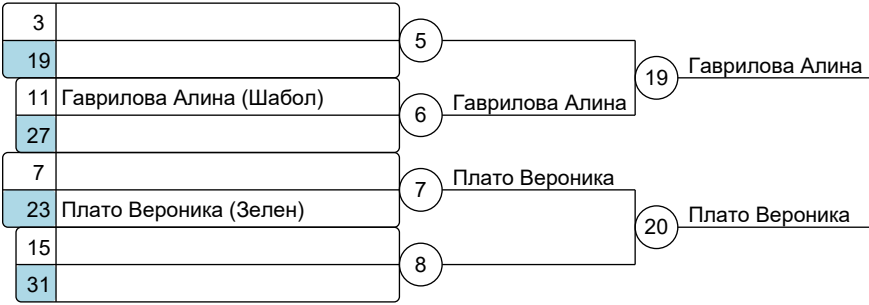 3
5
19
19 Гаврилова Алина
11 Гаврилова Алина (Шабол)
6 Гаврилова Алина
27
7
7 Плато Вероника
23 Плато Вероника (Зелен)
20 Плато Вероника
15
8
31